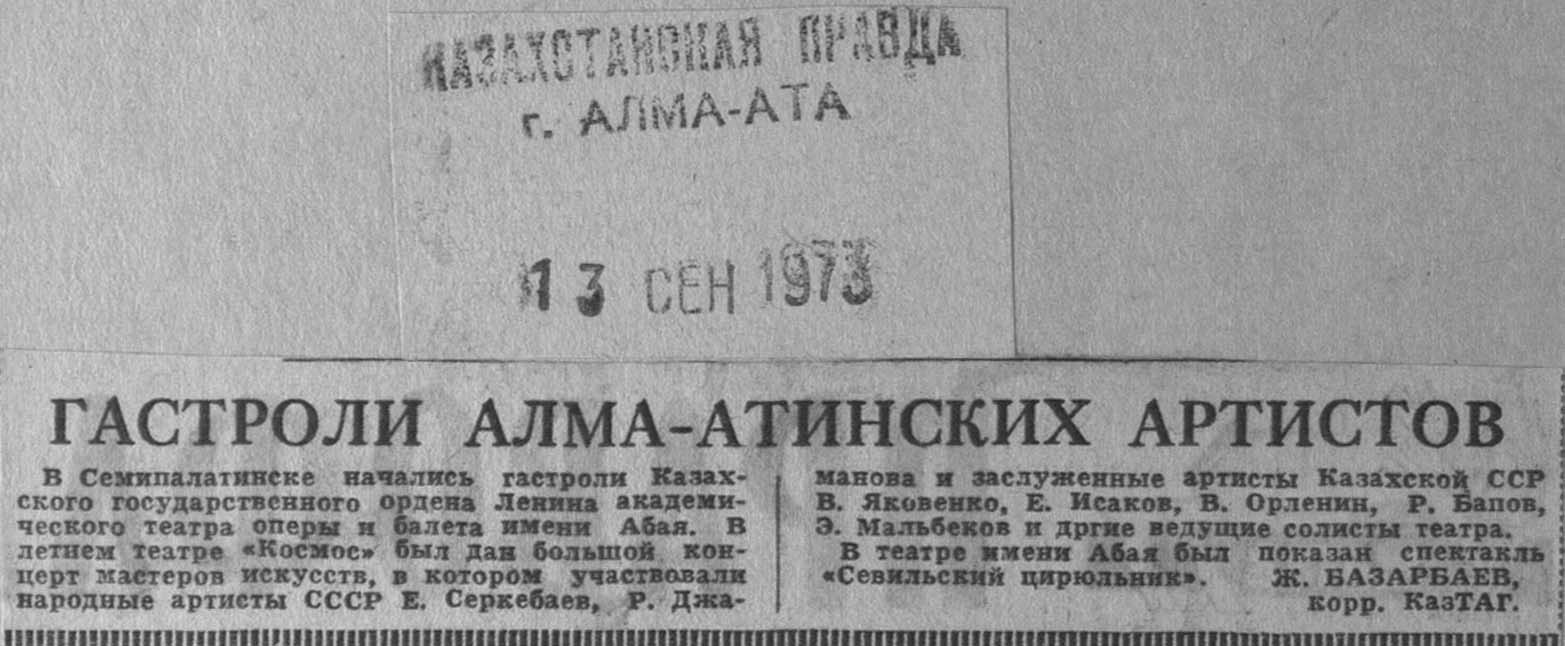 КАЗАХСТАНСКАЯ ПРАВДА
г. АЛМА-АТА
13 СЕН 1973
ГАСТРОЛИ АЛМА-АТИНСКИХ АРТИСТОВ
В Семипалатинске начались гастроли Казах-
ского государственного ордена Ленина академи-
ческого театра оперы и балета имени Абая. В
летнем театре «Космос» был дан большой кон-
церт мастеров искусств, в котором участвовали
народные артисты СССР Е. Серкебаев, Р. Джа-
манова и заслуженные артисты Казахской ССР
В. Яковенко, Е. Исаков, В. Орленин, Р. Бапов,
Э. Мальбеков и дргие ведущие солисты театра.
В театре имени Абая был показан спектакль
«Севильский цирюльник». Ж. БАЗАРБАЕВ,
корр. КазТАГ.